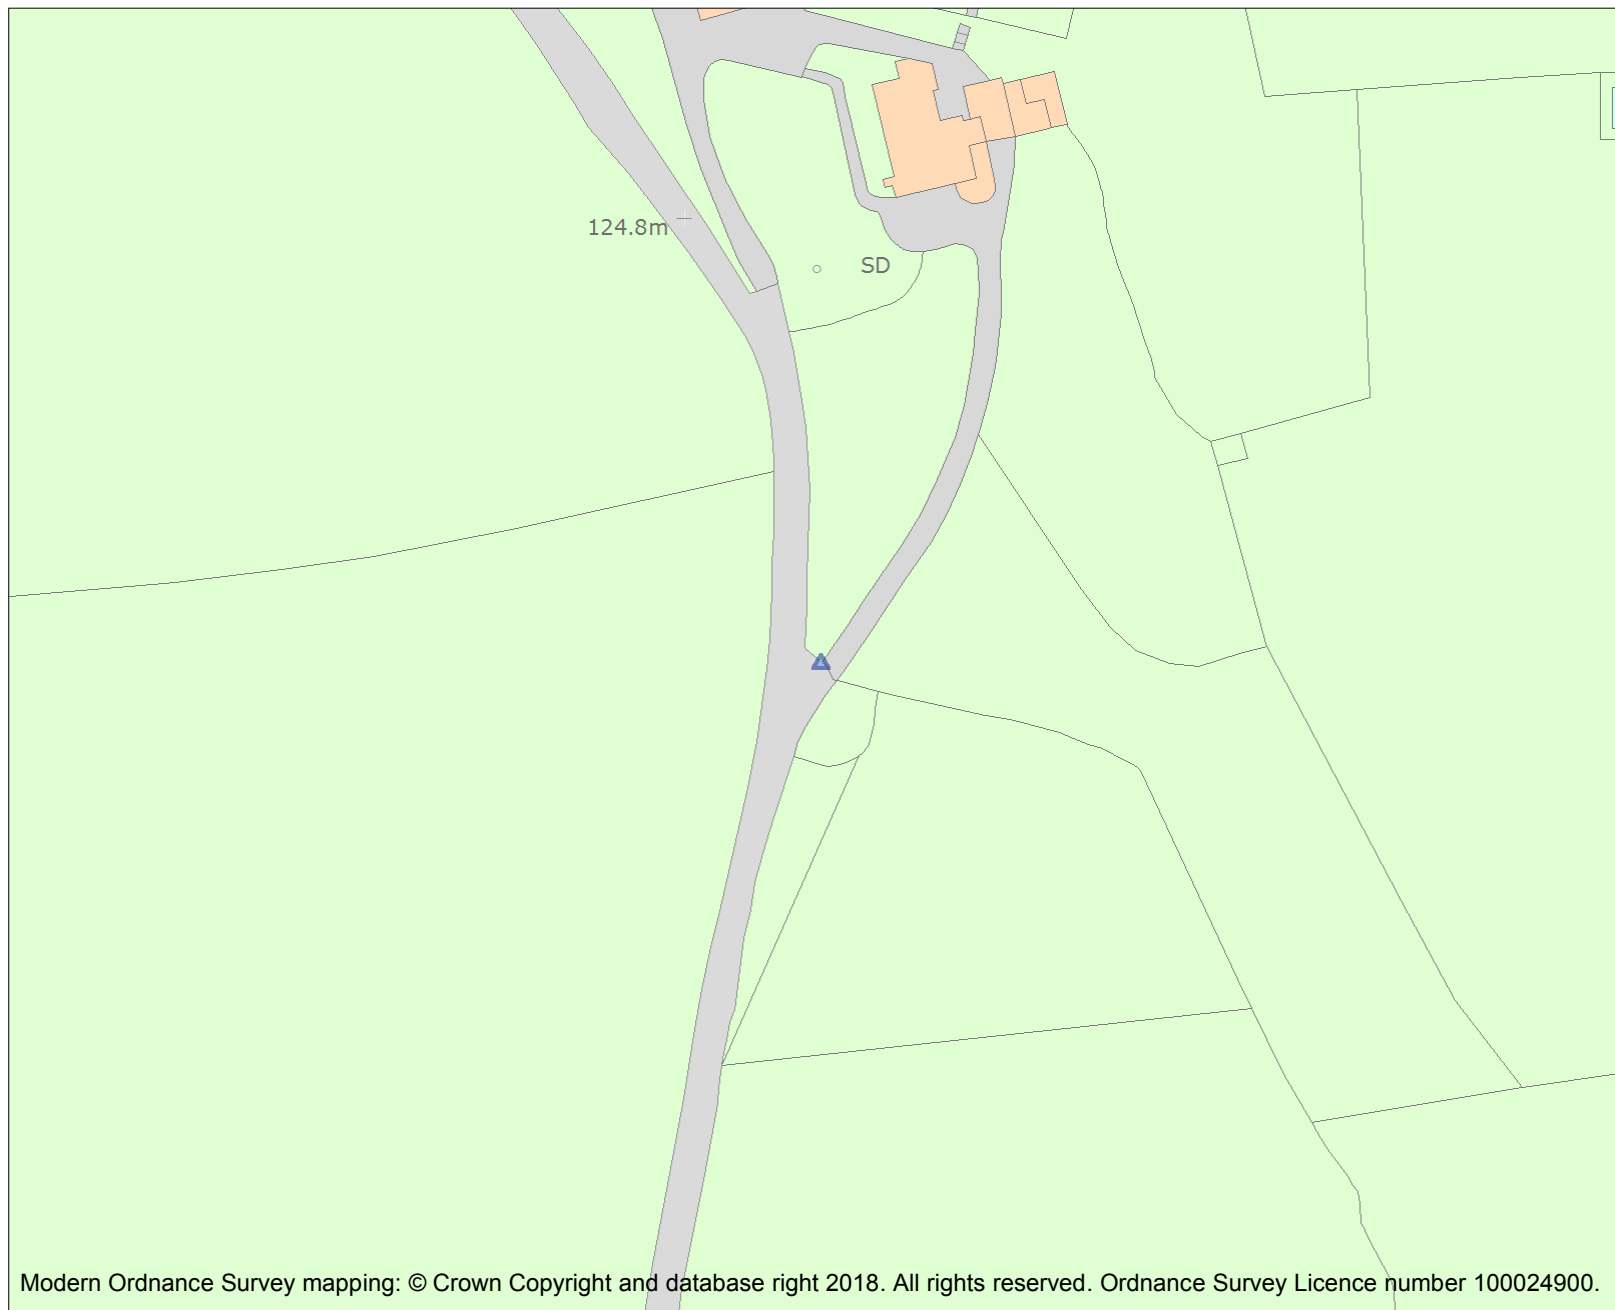 124.8m
SD
Modern Ordnance Survey mapping: © Crown Copyright and database right 2018. All rights reserved. Ordnance Survey Licence number 100024900.